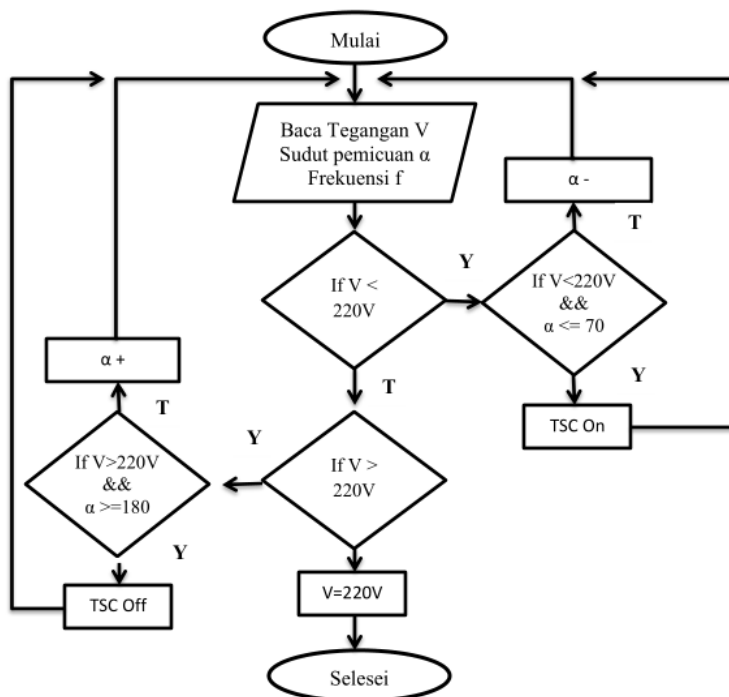 Mulai
Baca Tegangan V
Sudut pemicuan α
Frekuensi f
α -
T
If V <
220V
Y
If V<220V
&&
α <= 70
Y
TSC On
α +
T
T
If V>220V
&&
α >=180
Y
If V >
220V
Y
TSC Off
V=220V
Selesei